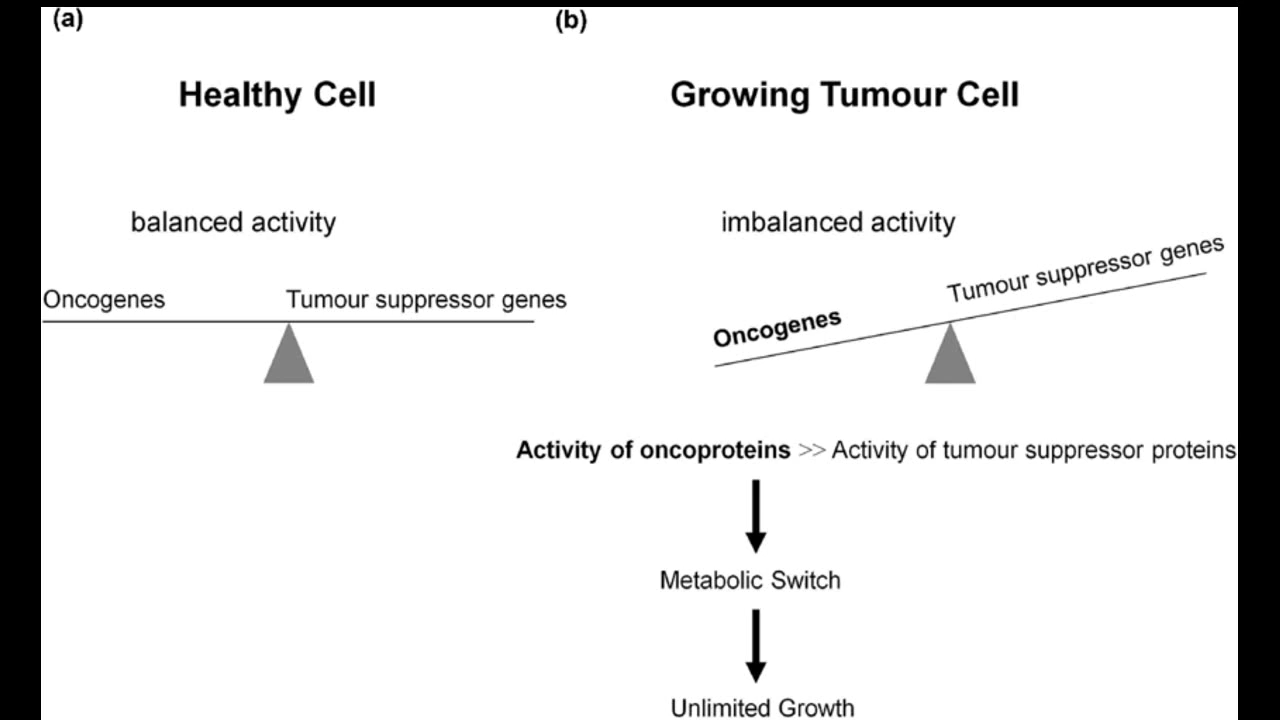 (a)
Healthy Cell
balanced activity
Oncogenes
Tumour suppressor genes
(b)
Growing Tumour Cell
imbalanced activity
Oncogenes
Tumour suppressor genes
Activity of oncoproteins >> Activity of tumour suppressor proteins
Metabolic Switch
Unlimited Growth